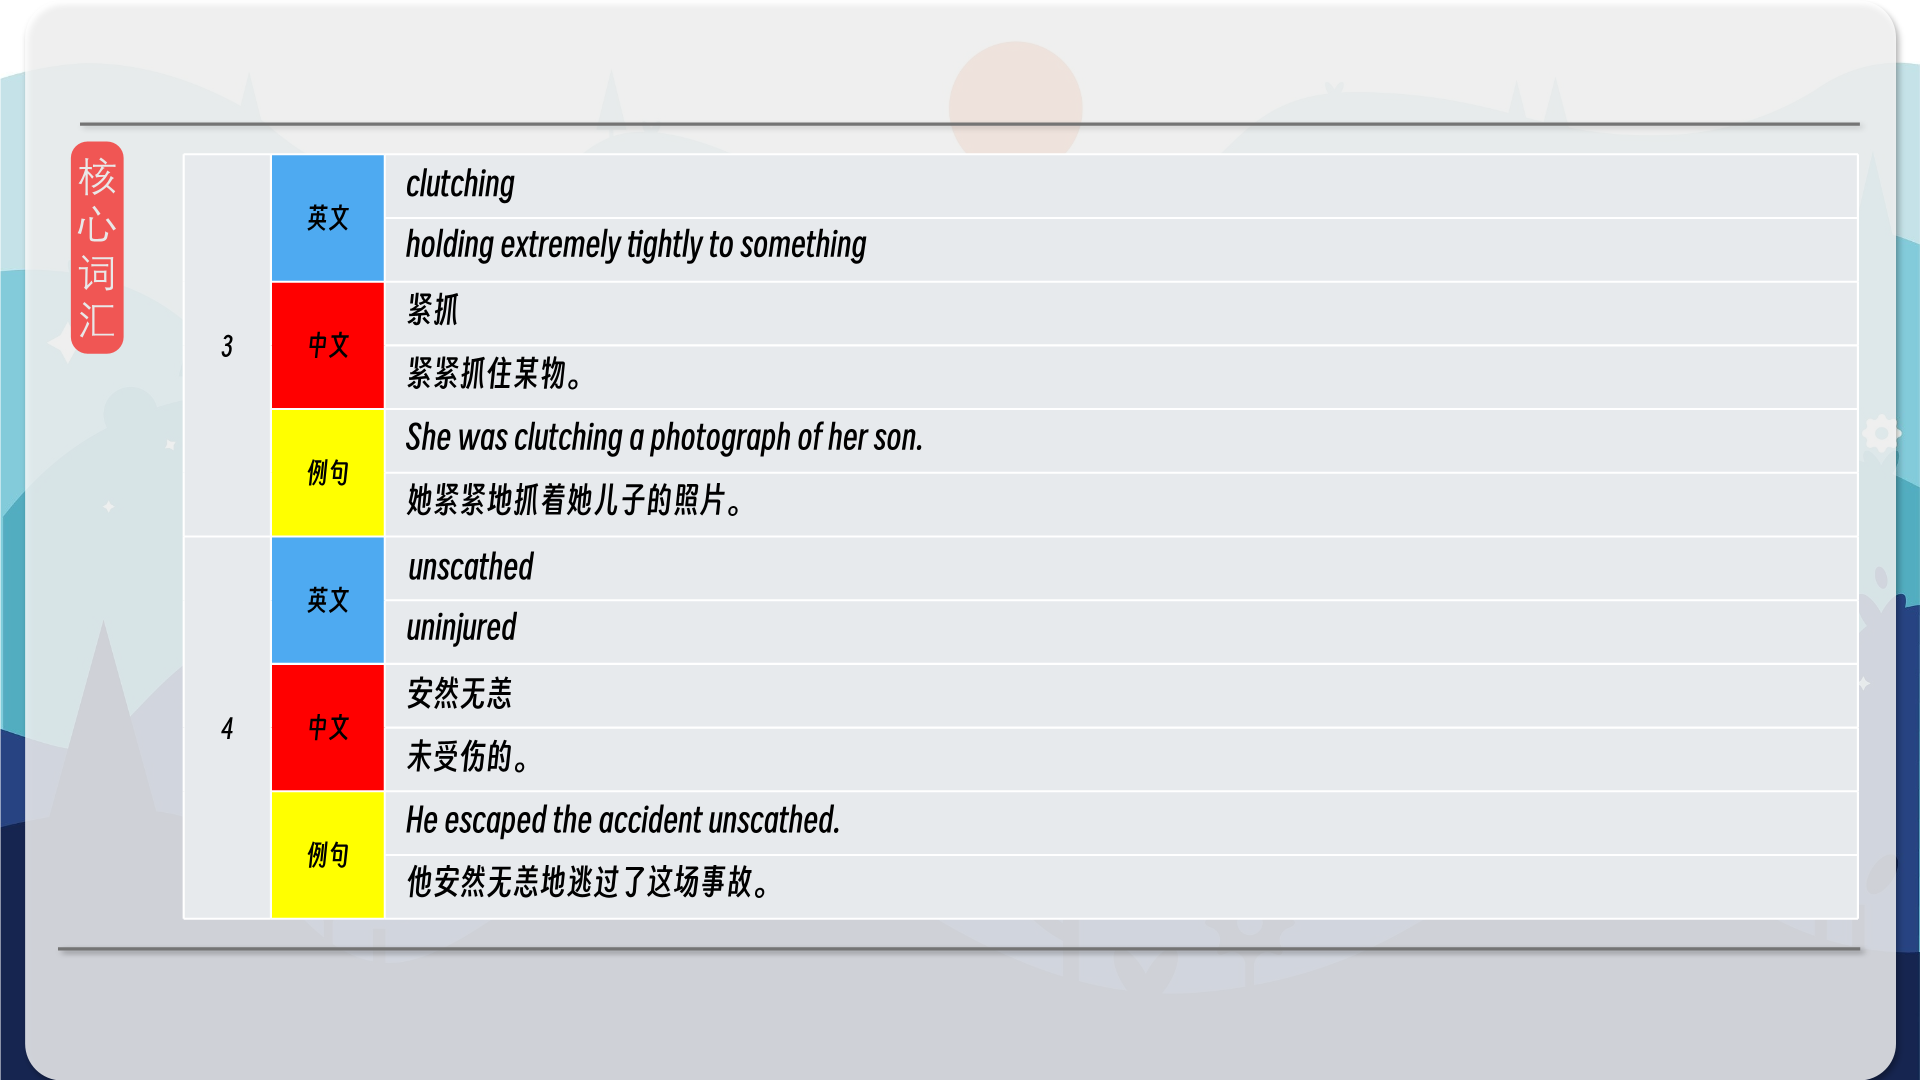 核
心
词
汇
3
英文
clutching
holding extremely tightly to something
中文
紧抓
紧紧抓住某物。
例句
She was clutching a photograph of her son.
她紧紧地抓着她儿子的照片。
4
英文
unscathed
uninjured
中文
安然无恙
未受伤的。
例句
He escaped the accident unscathed.
他安然无恙地逃过了这场事故。